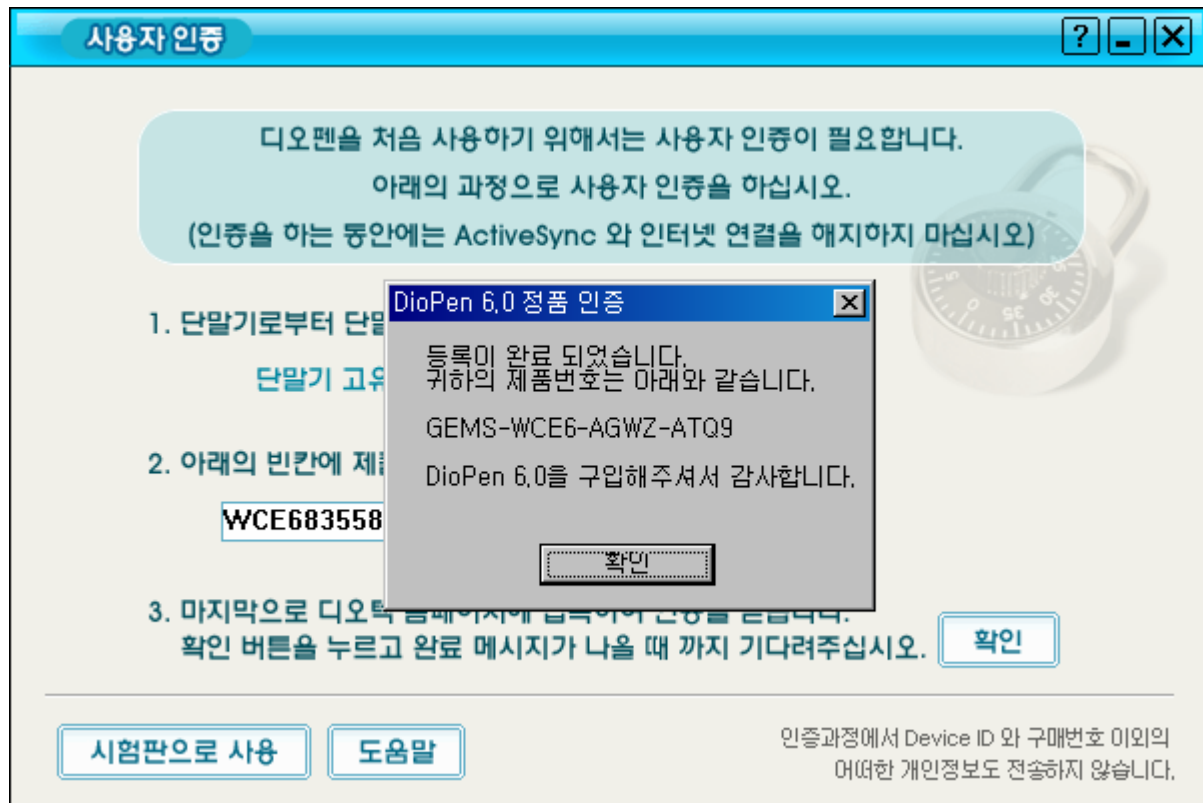 사용자 인증
디오펜을 처음 사용하기 위해서는 사용자 인증이 필요합니다.
아래의 과정으로 사용자 인증을 하십시오.
(인증을 하는 동안에는 ActiveSync 와 인터넷 연결을 해지하지 마십시오)
1. 단말기로부터
단말기
DioPen 6.0 정품 인증
등록이 완료 되었습니다.
귀하의 제품번호는 아래와 같습니다.
GEMS-WCE6-AGWZ-ATQ9
DioPen 6.0을 구입해주셔서 감사합니다.
확인
2. 아래의 빈칸에
WCE683558
3. 마지막으로 디오텍
확인 버튼을 누르고 완료 메시지가 나올 때 까지 기다려주십시오.
확인
시험판으로 사용
도움말
인증과정에서 Device ID 와 구매번호 이외의
어떠한 개인정보도 전송하지 않습니다.